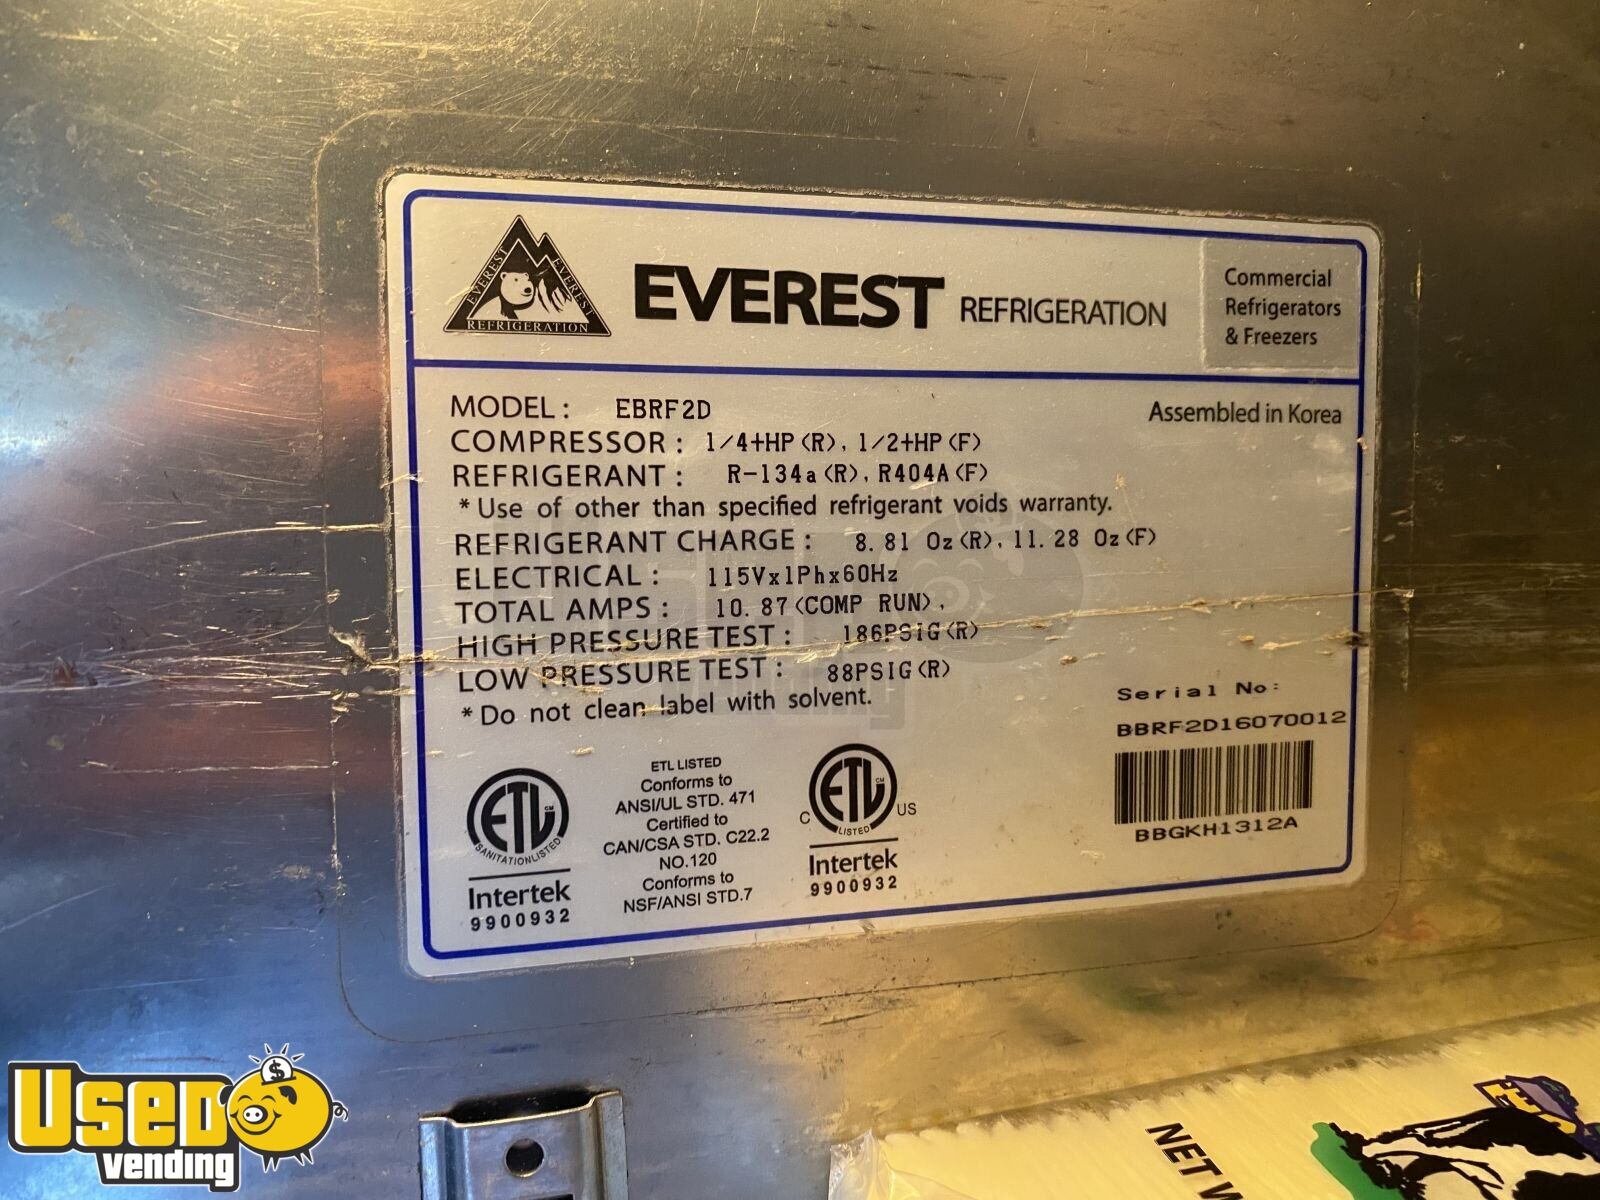 EVEREST
EVEREST
REFRIGERATION
EVEREST REFRIGERATION
Commercial
Refrigerators
& Freezers
MODEL : EBRF2D
Assembled in Korea
COMPRESSOR : 1/4+HP(R), 1/2+HP(F)
REFRIGERANT : R-134a(R), R404A(F)
* Use of other than specified refrigerant voids warranty.
REFRIGERANT CHARGE : 8.81 Oz(R), 11.28 Oz(F)
ELECTRICAL : 115Vx1Phx60Hz
TOTAL AMPS : 10.87(COMP RUN),
HIGH PRESSURE TEST : 186PSIG(R)
LOW PRESSURE TEST : 88PSIG(R)
* Do not clean label with solvent.
Serial No:
BBRF2D16070012
BBGKH1312A
ETL CM
SANITATION LISTED
Intertek
9900932
ETL LISTED
Conforms to
ANSI/UL STD. 471
Certified to
CAN/CSA STD. C22.2
NO.120
Conforms to
NSF/ANSI STD.7
ETL CM
LISTED
C US
Intertek
9900932
USED
vending
$
NET W